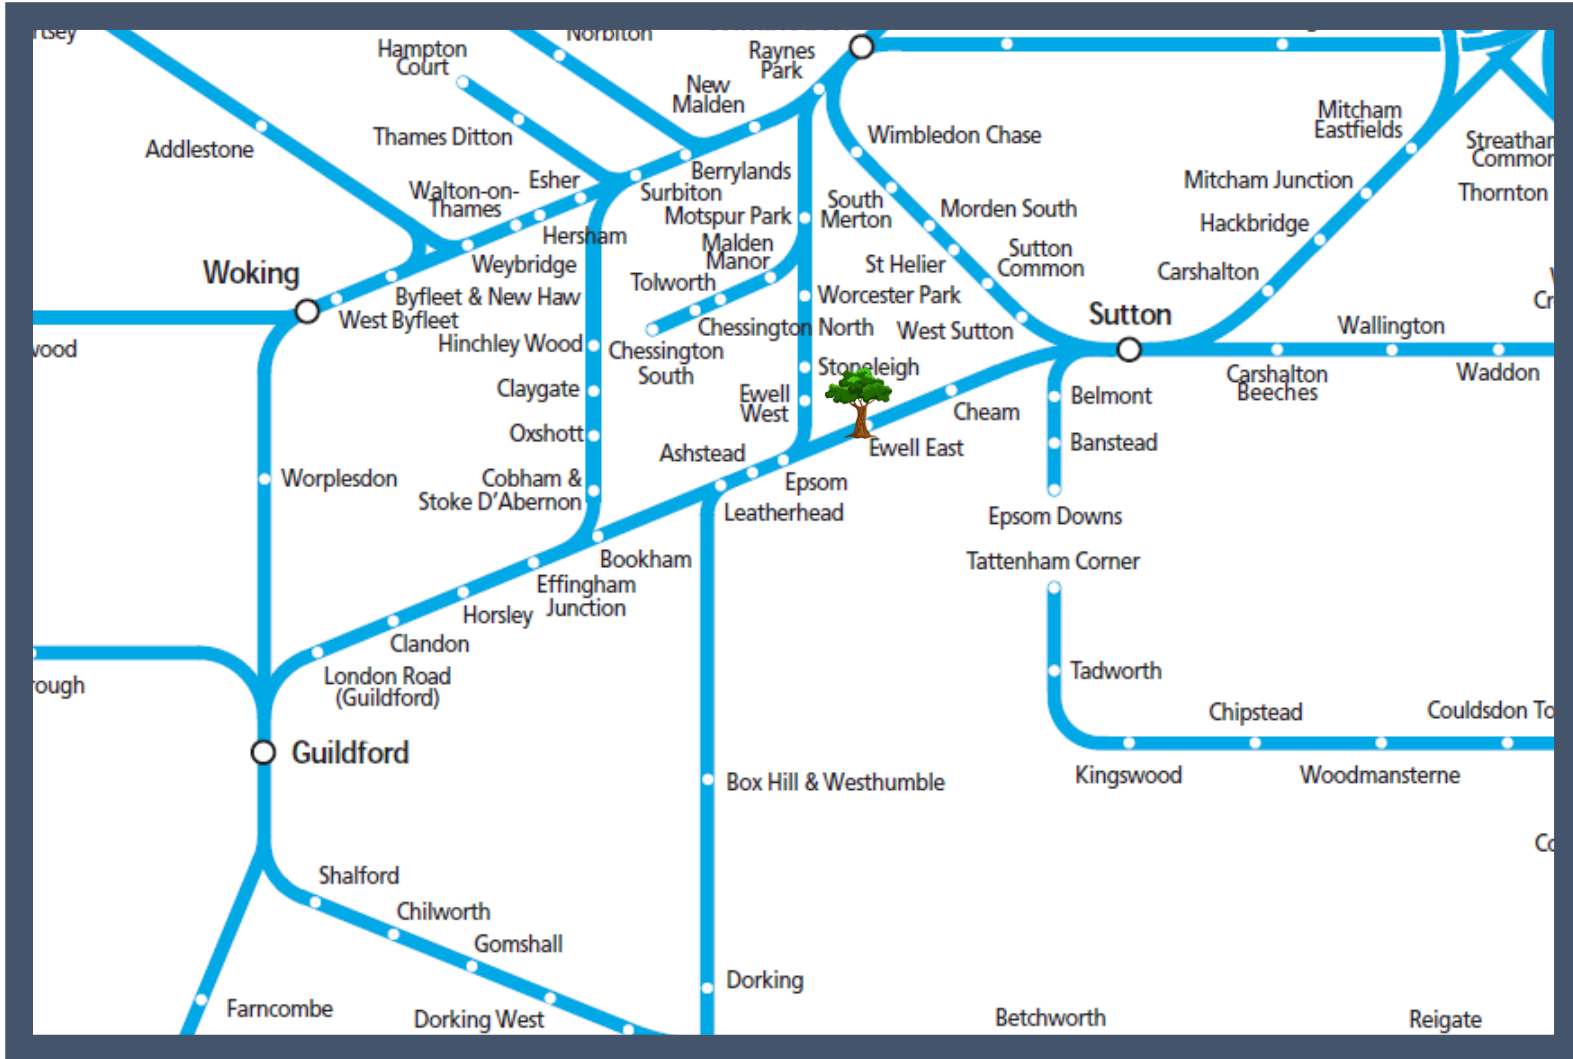 Norbiton
Hampton
Court
Raynes
Park
New
Malden
Mitcham
Eastfields
Addlestone
Thames Ditton
Wimbledon Chase
Common
Esher
Berrylands
Mitcham Junction
Thornton
Walton-on-
Thames
Surbiton
South
Merton
Morden South
Motspur Park
Hackbridge
Hersham
Malden
Manor
Sutton
Common
Woking
Weybridge
St Helier
Carshalton
Tolworth
Byfleet & New Haw
Worcester Park
West Byfleet
Chessington North
West Sutton
Sutton
Wallington
Hinchley Wood
Chessington
South
Stoneleigh
Carshalton
Beeches
Waddon
Claygate
Ewell
West
Cheam
Belmont
Oxshott
Ashstead
Ewell East
Banstead
Worplesdon
Cobham &
Stoke D'Abernon
Epsom
Leatherhead
Epsom Downs
Bookham
Tattenham Corner
Effingham
Junction
Horsley
Clandon
London Road
(Guildford)
Tadworth
Chipstead
Couldsdon To
Guildford
Box Hill & Westhumble
Kingswood
Woodmansterne
Shalford
Chilworth
Gomshall
Dorking
Farncombe
Dorking West
Betchworth
Reigate